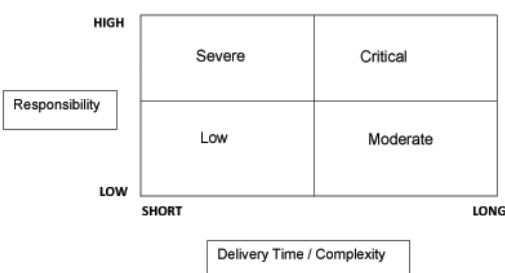 HIGH
Severe
Critical
Responsibility
Low
Moderate
LOW
SHORT
LONG
Delivery Time / Complexity